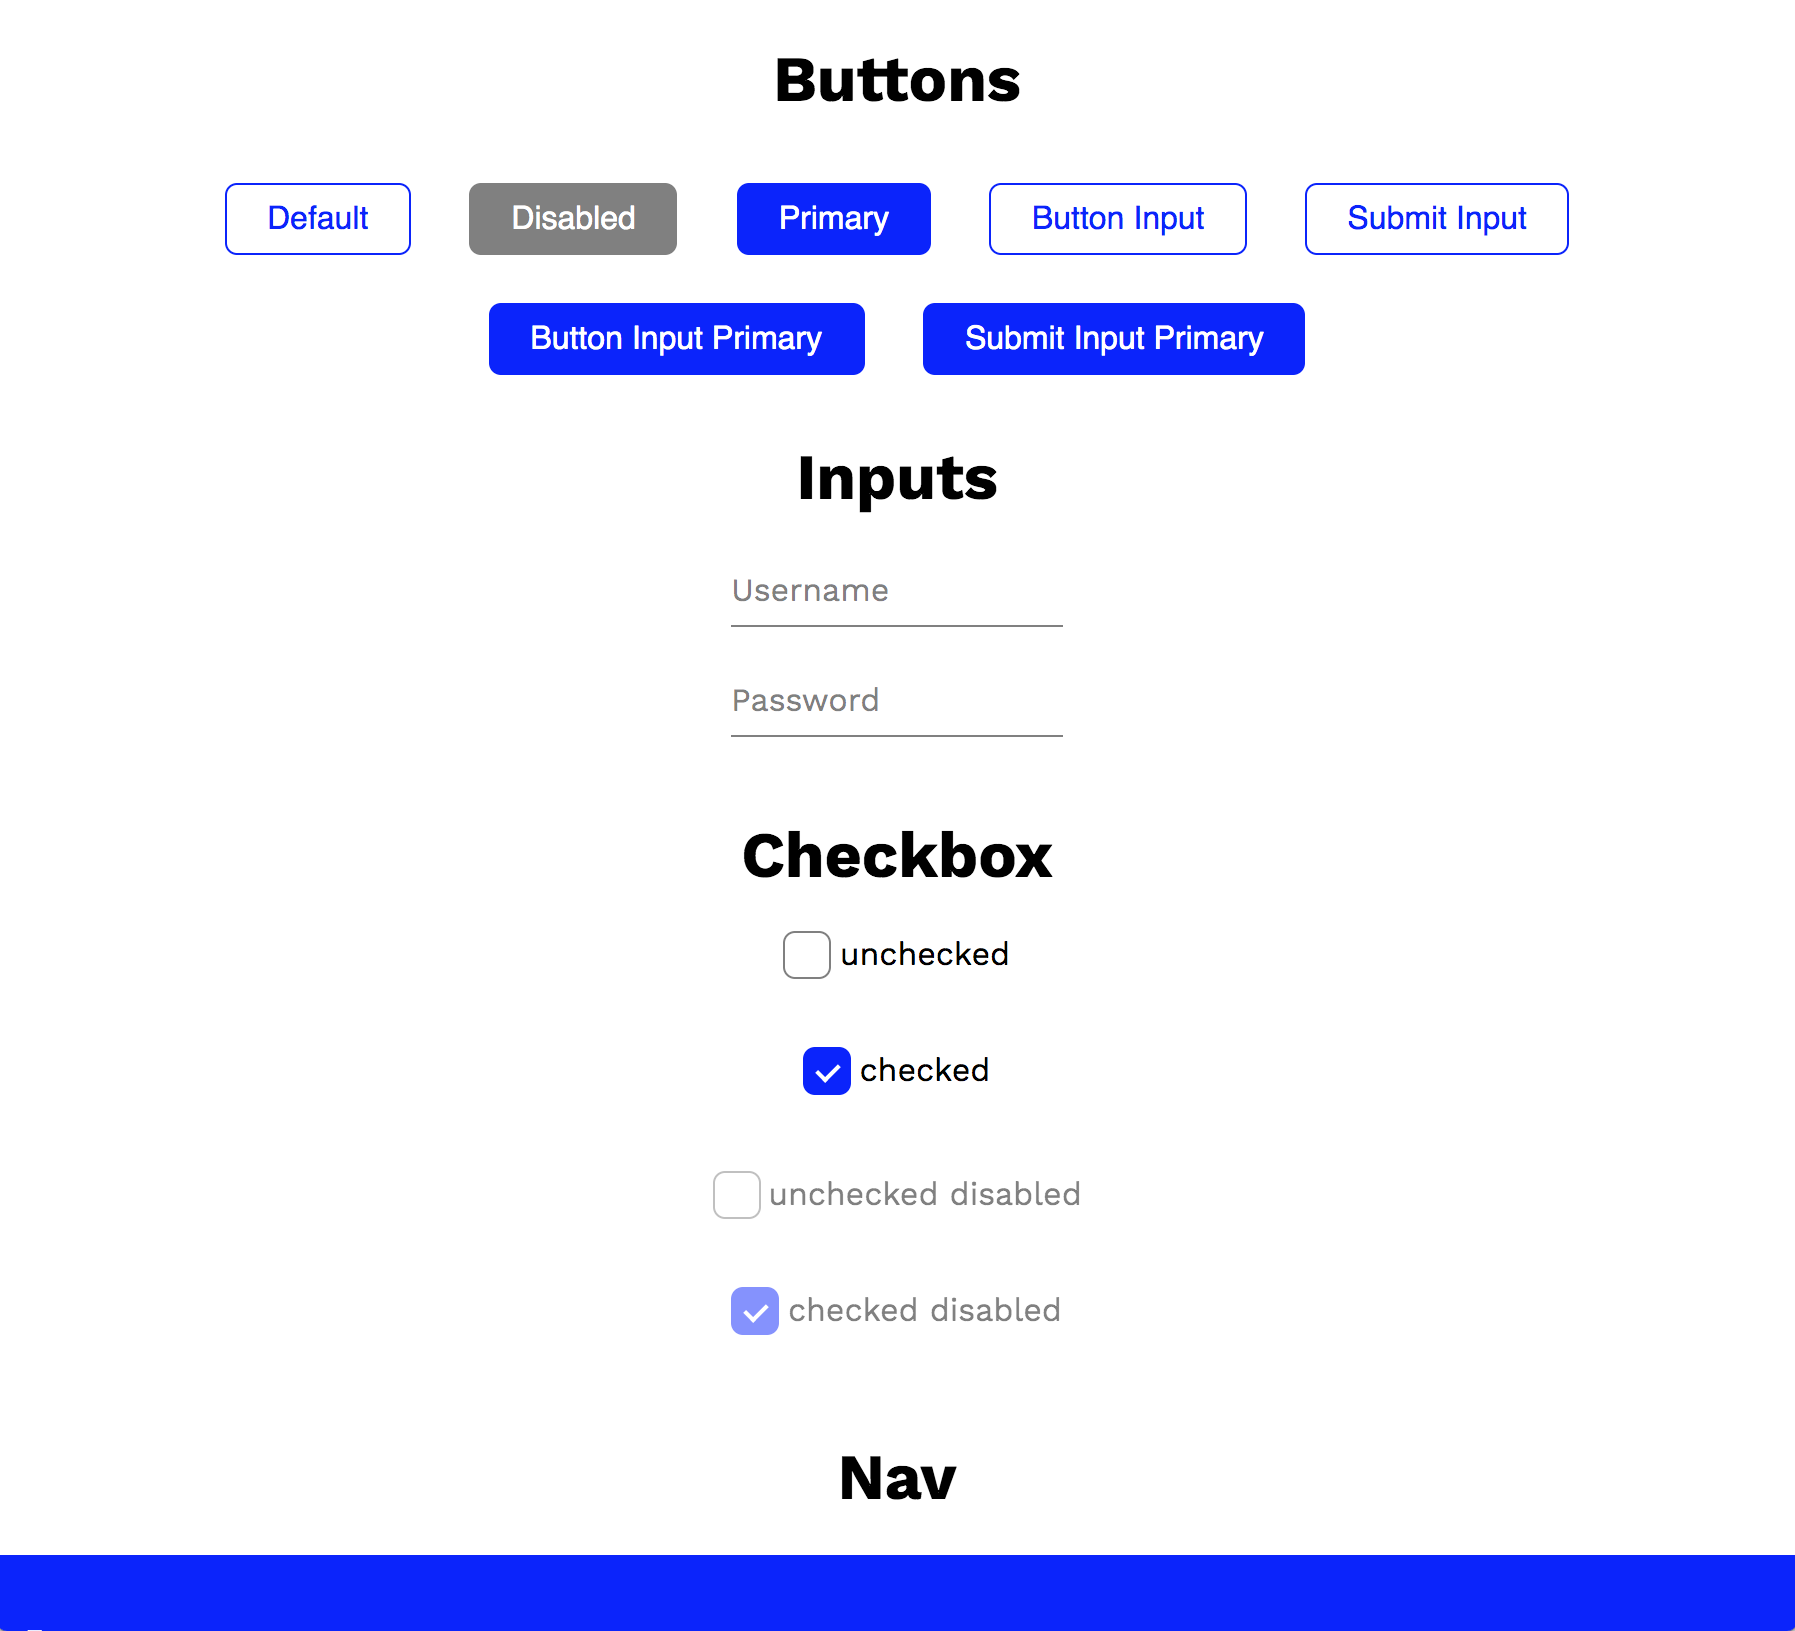 Buttons
Default Disabled Primary Button Input Submit Input
Button Input Primary Submit Input Primary
Inputs
Username
Password
Checkbox
unchecked
checked
unchecked disabled
checked disabled
Nav